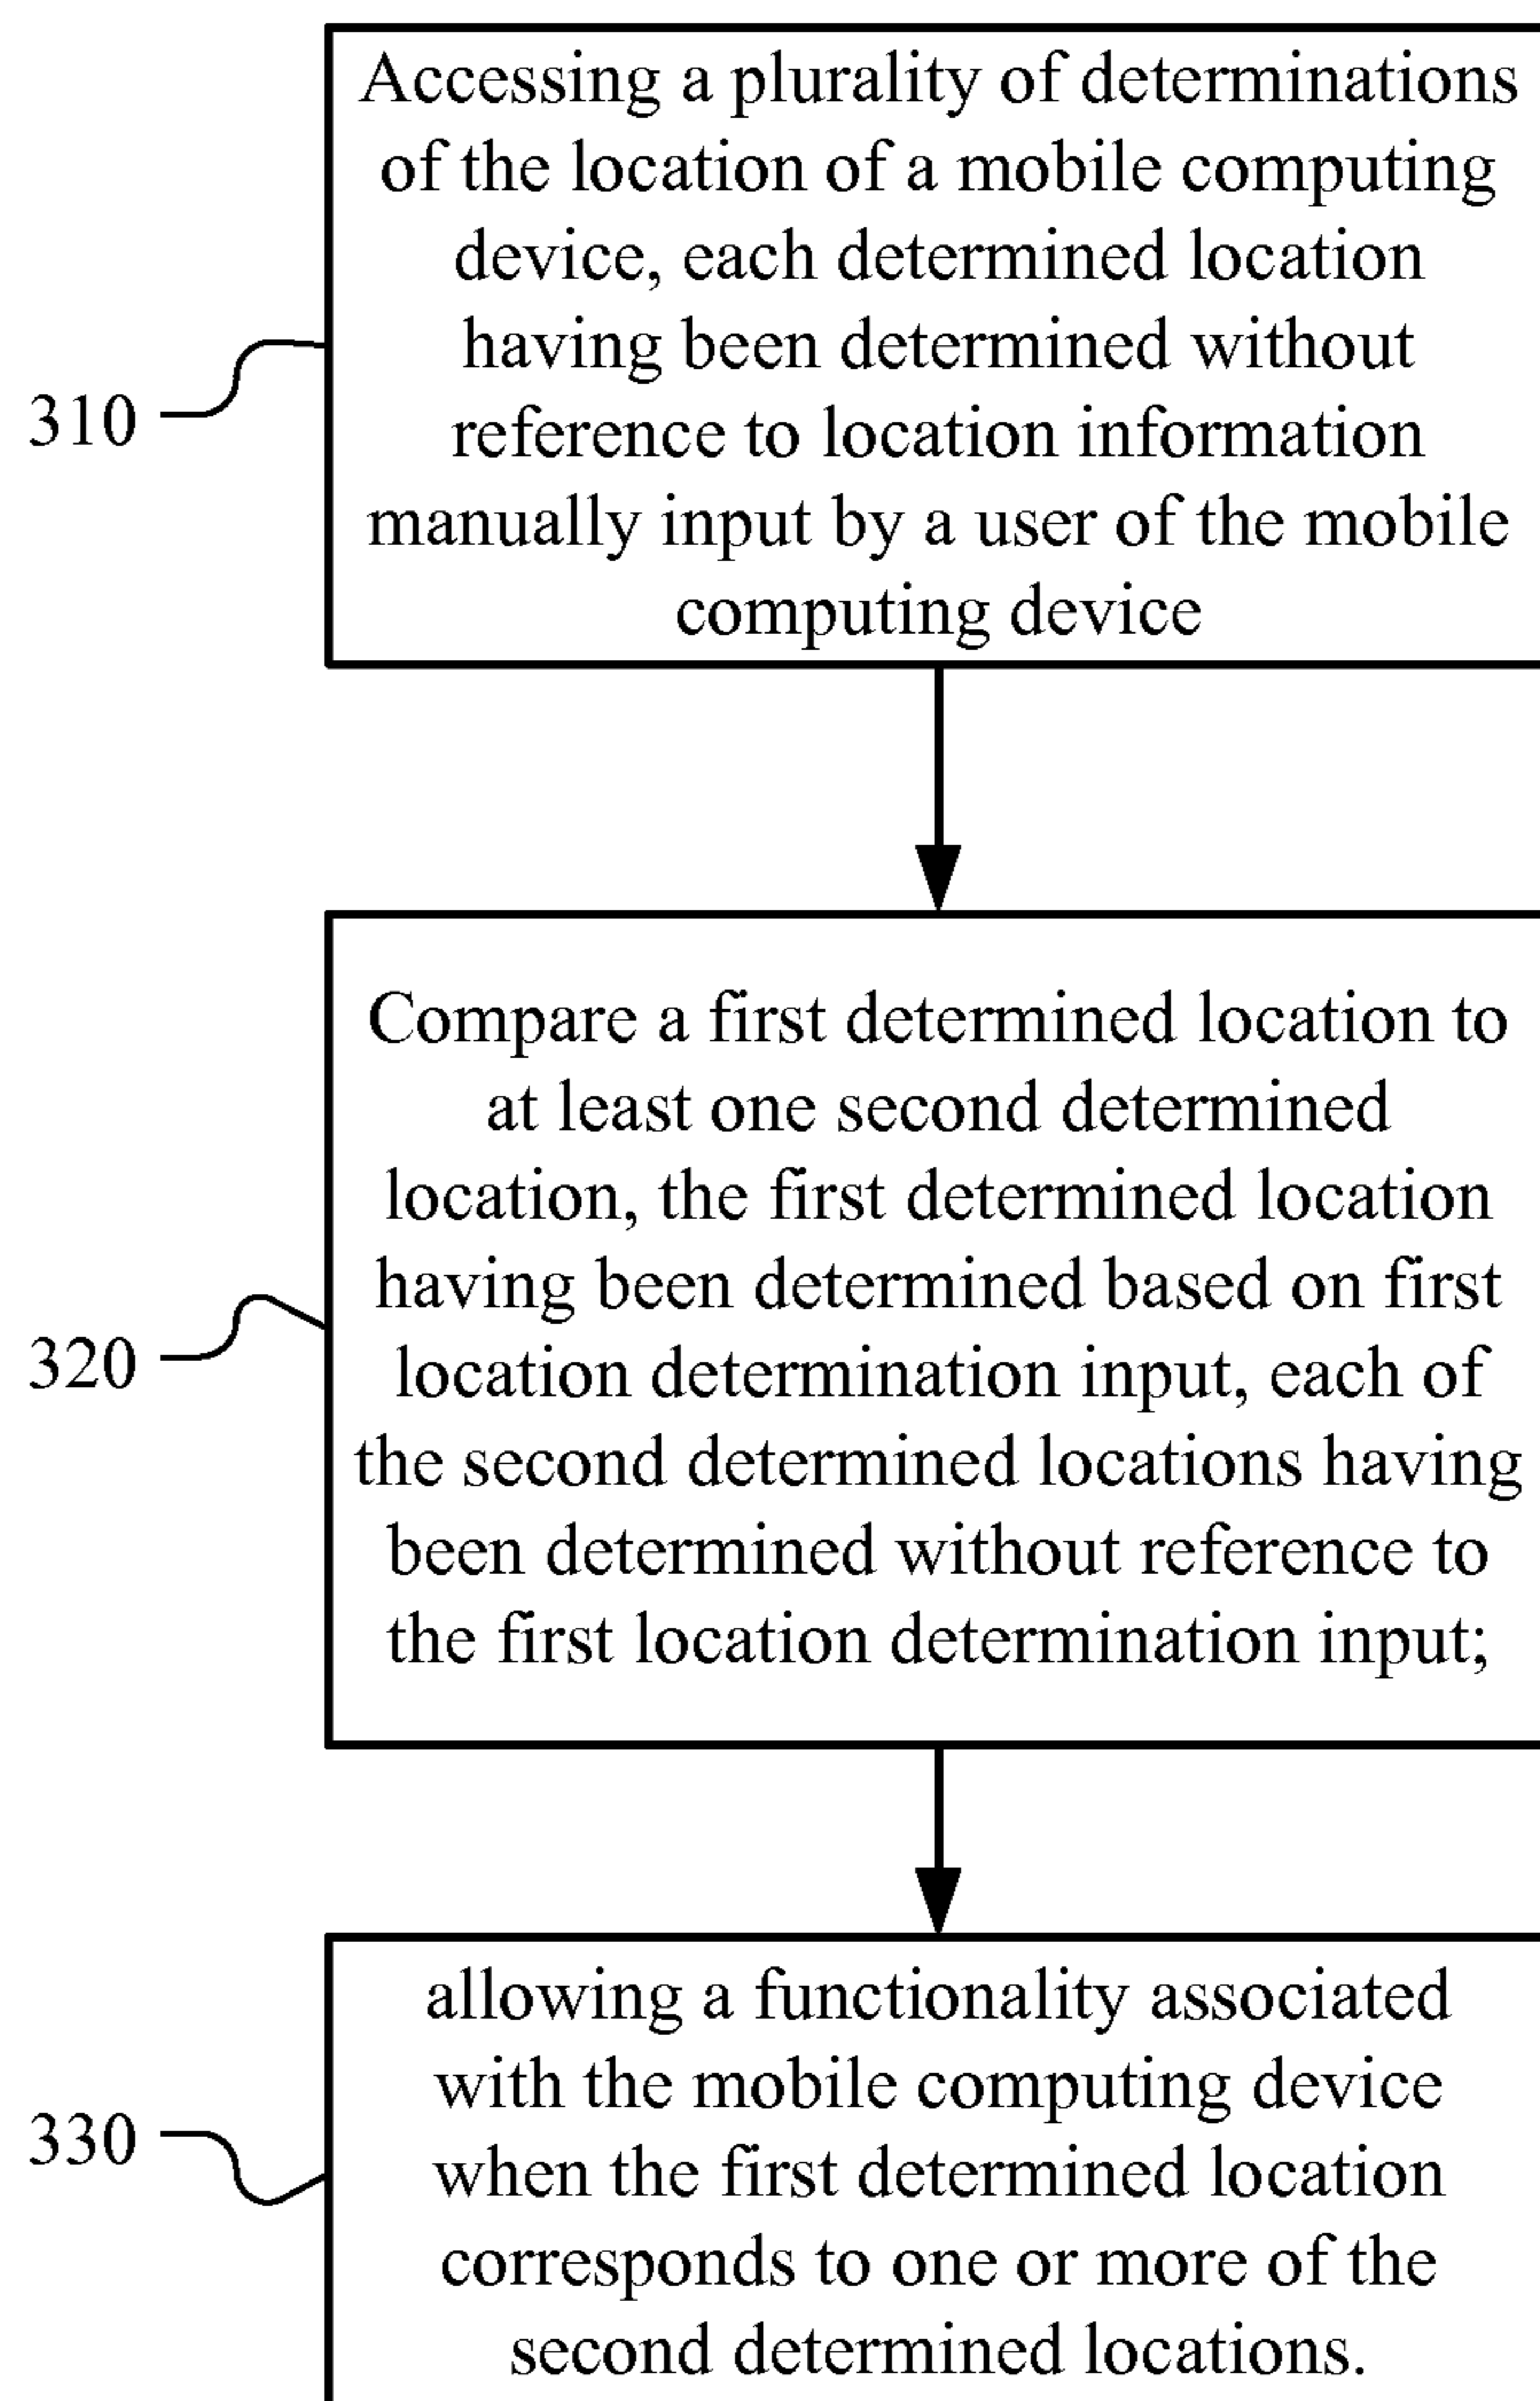 Accessing a plurality of determinations
of the location of a mobile computing
device, each determined location
having been determined without
reference to location information
manually input by a user of the mobile
computing device
310
Compare a first determined location to
at least one second determined
location, the first determined location
having been determined based on first
location determination input, each of
the second determined locations having
been determined without reference to
the first location determination input;
320
allowing a functionality associated
with the mobile computing device
when the first determined location
corresponds to one or more of the
second determined locations.
330